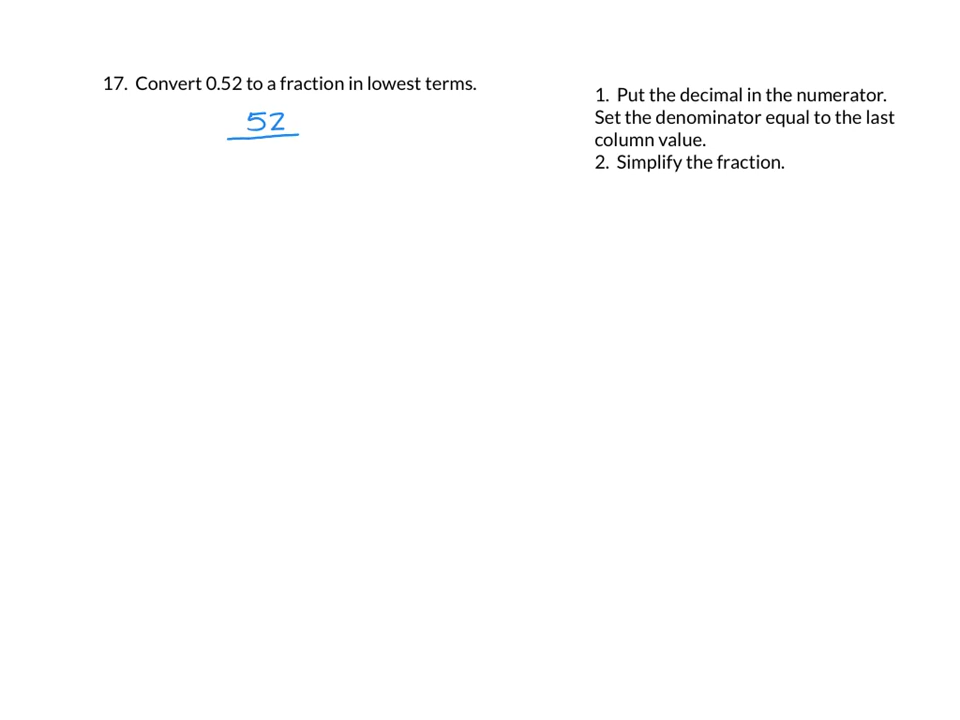 17. Convert 0.52 to a fraction in lowest terms.
52
1. Put the decimal in the numerator.
Set the denominator equal to the last
column value.
2. Simplify the fraction.